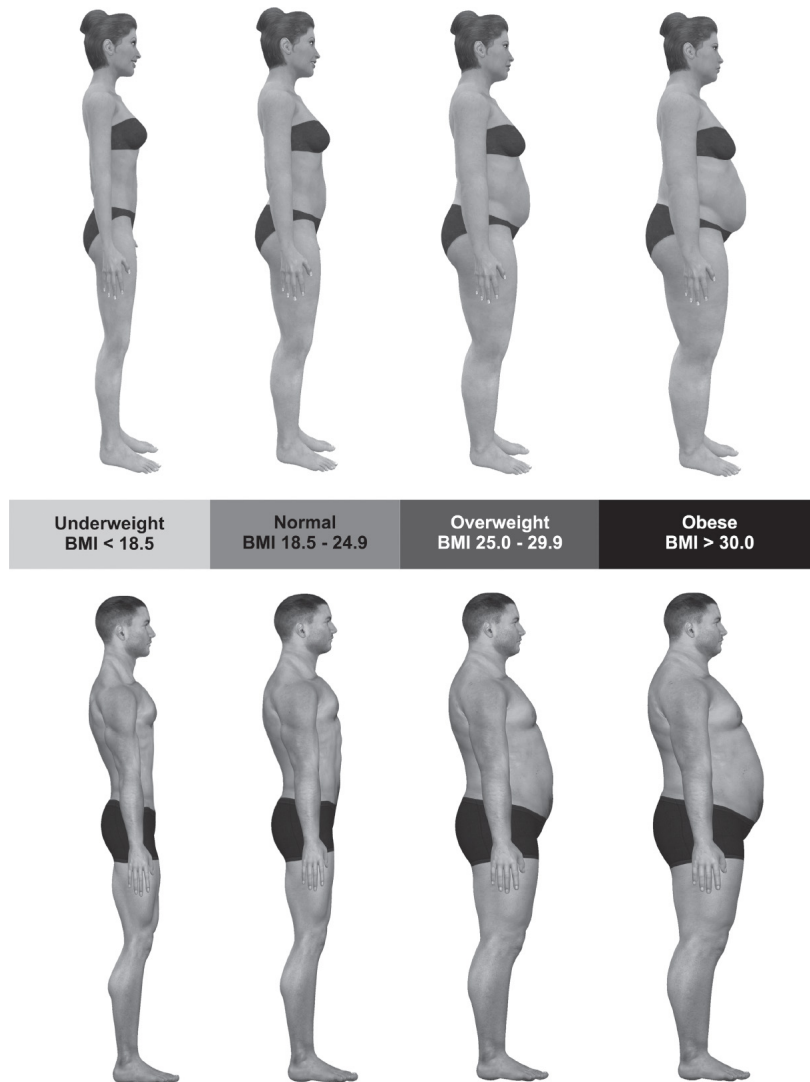 Underweight
BMI < 18.5
Normal
BMI 18.5 - 24.9
Overweight
BMI 25.0 - 29.9
Obese
BMI > 30.0